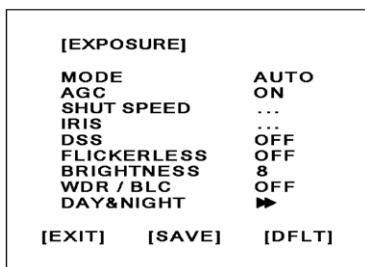 [EXPOSURE]
MODE AUTO
AGC ON
SHUT SPEED ...
IRIS ...
DSS OFF
FLICKERLESS OFF
BRIGHTNESS 8
WDR / BLC OFF
DAY&NIGHT ▶▶
[EXIT] [SAVE] [DFLT]